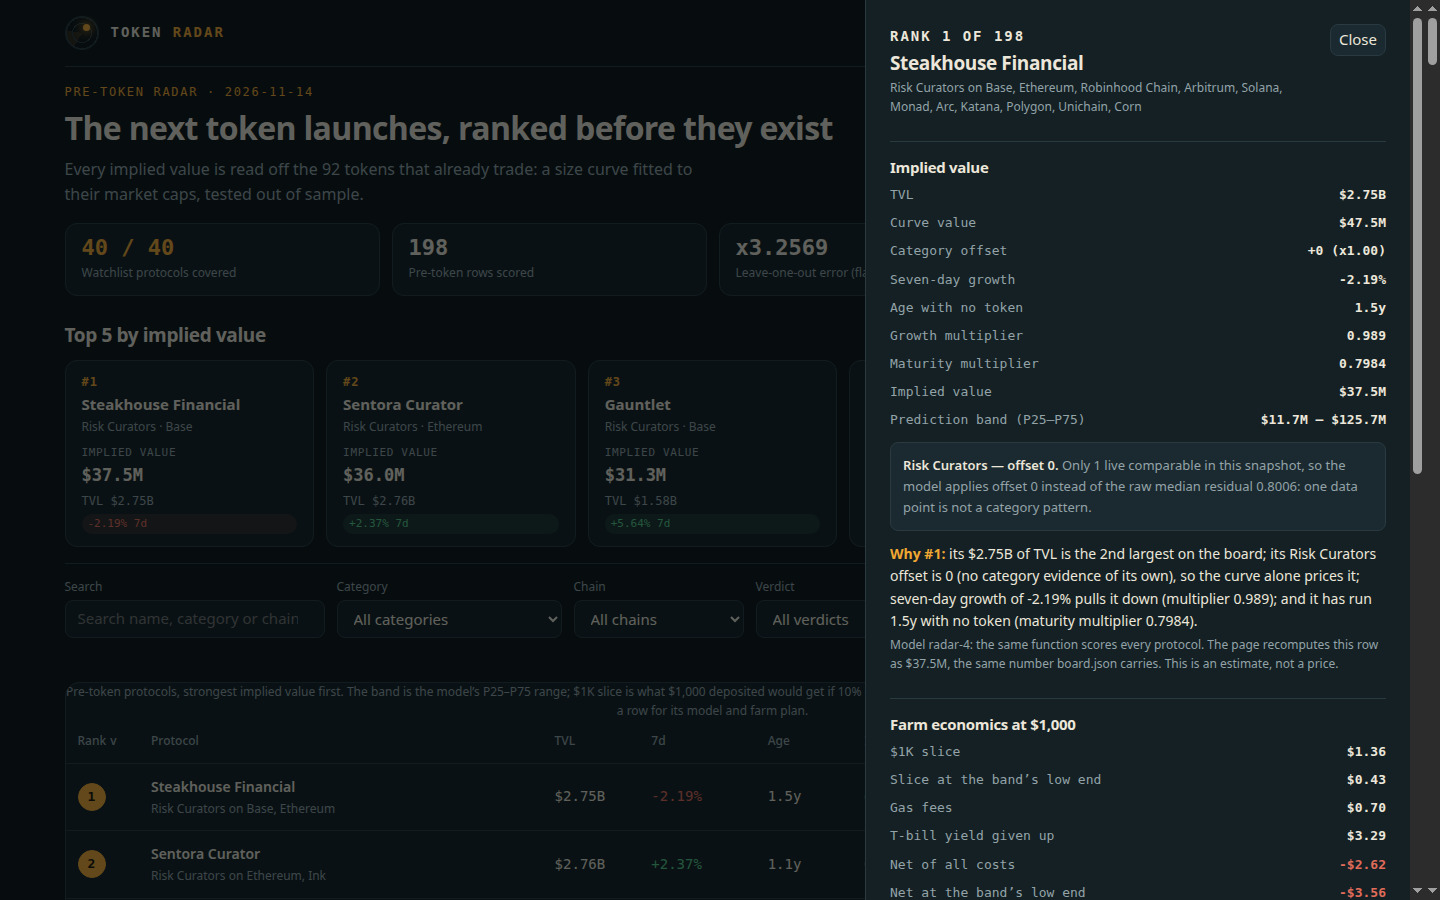 TOKEN RADAR
PRE-TOKEN RADAR · 2026-11-14
The next token launches, ranked before they exist
Every implied value is read off the 92 tokens that already trade: a size curve fitted to
their market caps, tested out of sample.
40 / 40
Watchlist protocols covered
198
Pre-token rows scored
x3.2569
Leave-one-out error (fla
Top 5 by implied value
#1
Steakhouse Financial
Risk Curators · Base
IMPLIED VALUE
$37.5M
TVL $2.75B
-2.19% 7d
#2
Sentora Curator
Risk Curators · Ethereum
IMPLIED VALUE
$36.0M
TVL $2.76B
+2.37% 7d
#3
Gauntlet
Risk Curators · Base
IMPLIED VALUE
$31.3M
TVL $1.58B
+5.64% 7d
Search
Category
Chain
Verdict
Search name, category or chain
All categories
All chains
All verdicts
Pre-token protocols, strongest implied value first. The band is the model's P25–P75 range; $1K slice is what $1,000 deposited would get if 10%
a row for its model and farm plan.
Rank v Protocol TVL 7d Age
1 Steakhouse Financial $2.75B -2.19% 1.5y
Risk Curators on Base, Ethereum
2 Sentora Curator $2.76B +2.37% 1.1y
Risk Curators on Ethereum, Ink
RANK 1 OF 198
Close
Steakhouse Financial
Risk Curators on Base, Ethereum, Robinhood Chain, Arbitrum, Solana,
Monad, Arc, Katana, Polygon, Unichain, Corn
Implied value
TVL $2.75B
Curve value $47.5M
Category offset +0 (x1.00)
Seven-day growth -2.19%
Age with no token 1.5y
Growth multiplier 0.989
Maturity multiplier 0.7984
Implied value $37.5M
Prediction band (P25–P75) $11.7M – $125.7M
Risk Curators — offset 0. Only 1 live comparable in this snapshot, so the
model applies offset 0 instead of the raw median residual 0.8006: one data
point is not a category pattern.
Why #1: its $2.75B of TVL is the 2nd largest on the board; its Risk Curators
offset is 0 (no category evidence of its own), so the curve alone prices it;
seven-day growth of -2.19% pulls it down (multiplier 0.989); and it has run
1.5y with no token (maturity multiplier 0.7984).
Model radar-4: the same function scores every protocol. The page recomputes this row
as $37.5M, the same number board.json carries. This is an estimate, not a price.
Farm economics at $1,000
$1K slice $1.36
Slice at the band's low end $0.43
Gas fees $0.70
T-bill yield given up $3.29
Net of all costs -$2.62
Net at the band's low end -$3.56